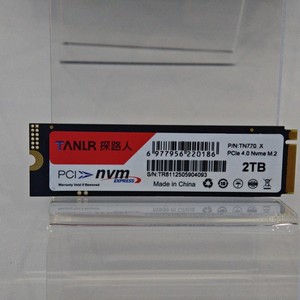 TANLR 探路人
PCI nvm
EXPRESS
Warranty Void If Removed
6 977956 220186
S/N:TR8112505904093
Made in China
P/N:TN770_X
PCIe 4.0 Nvme M.2
2TB